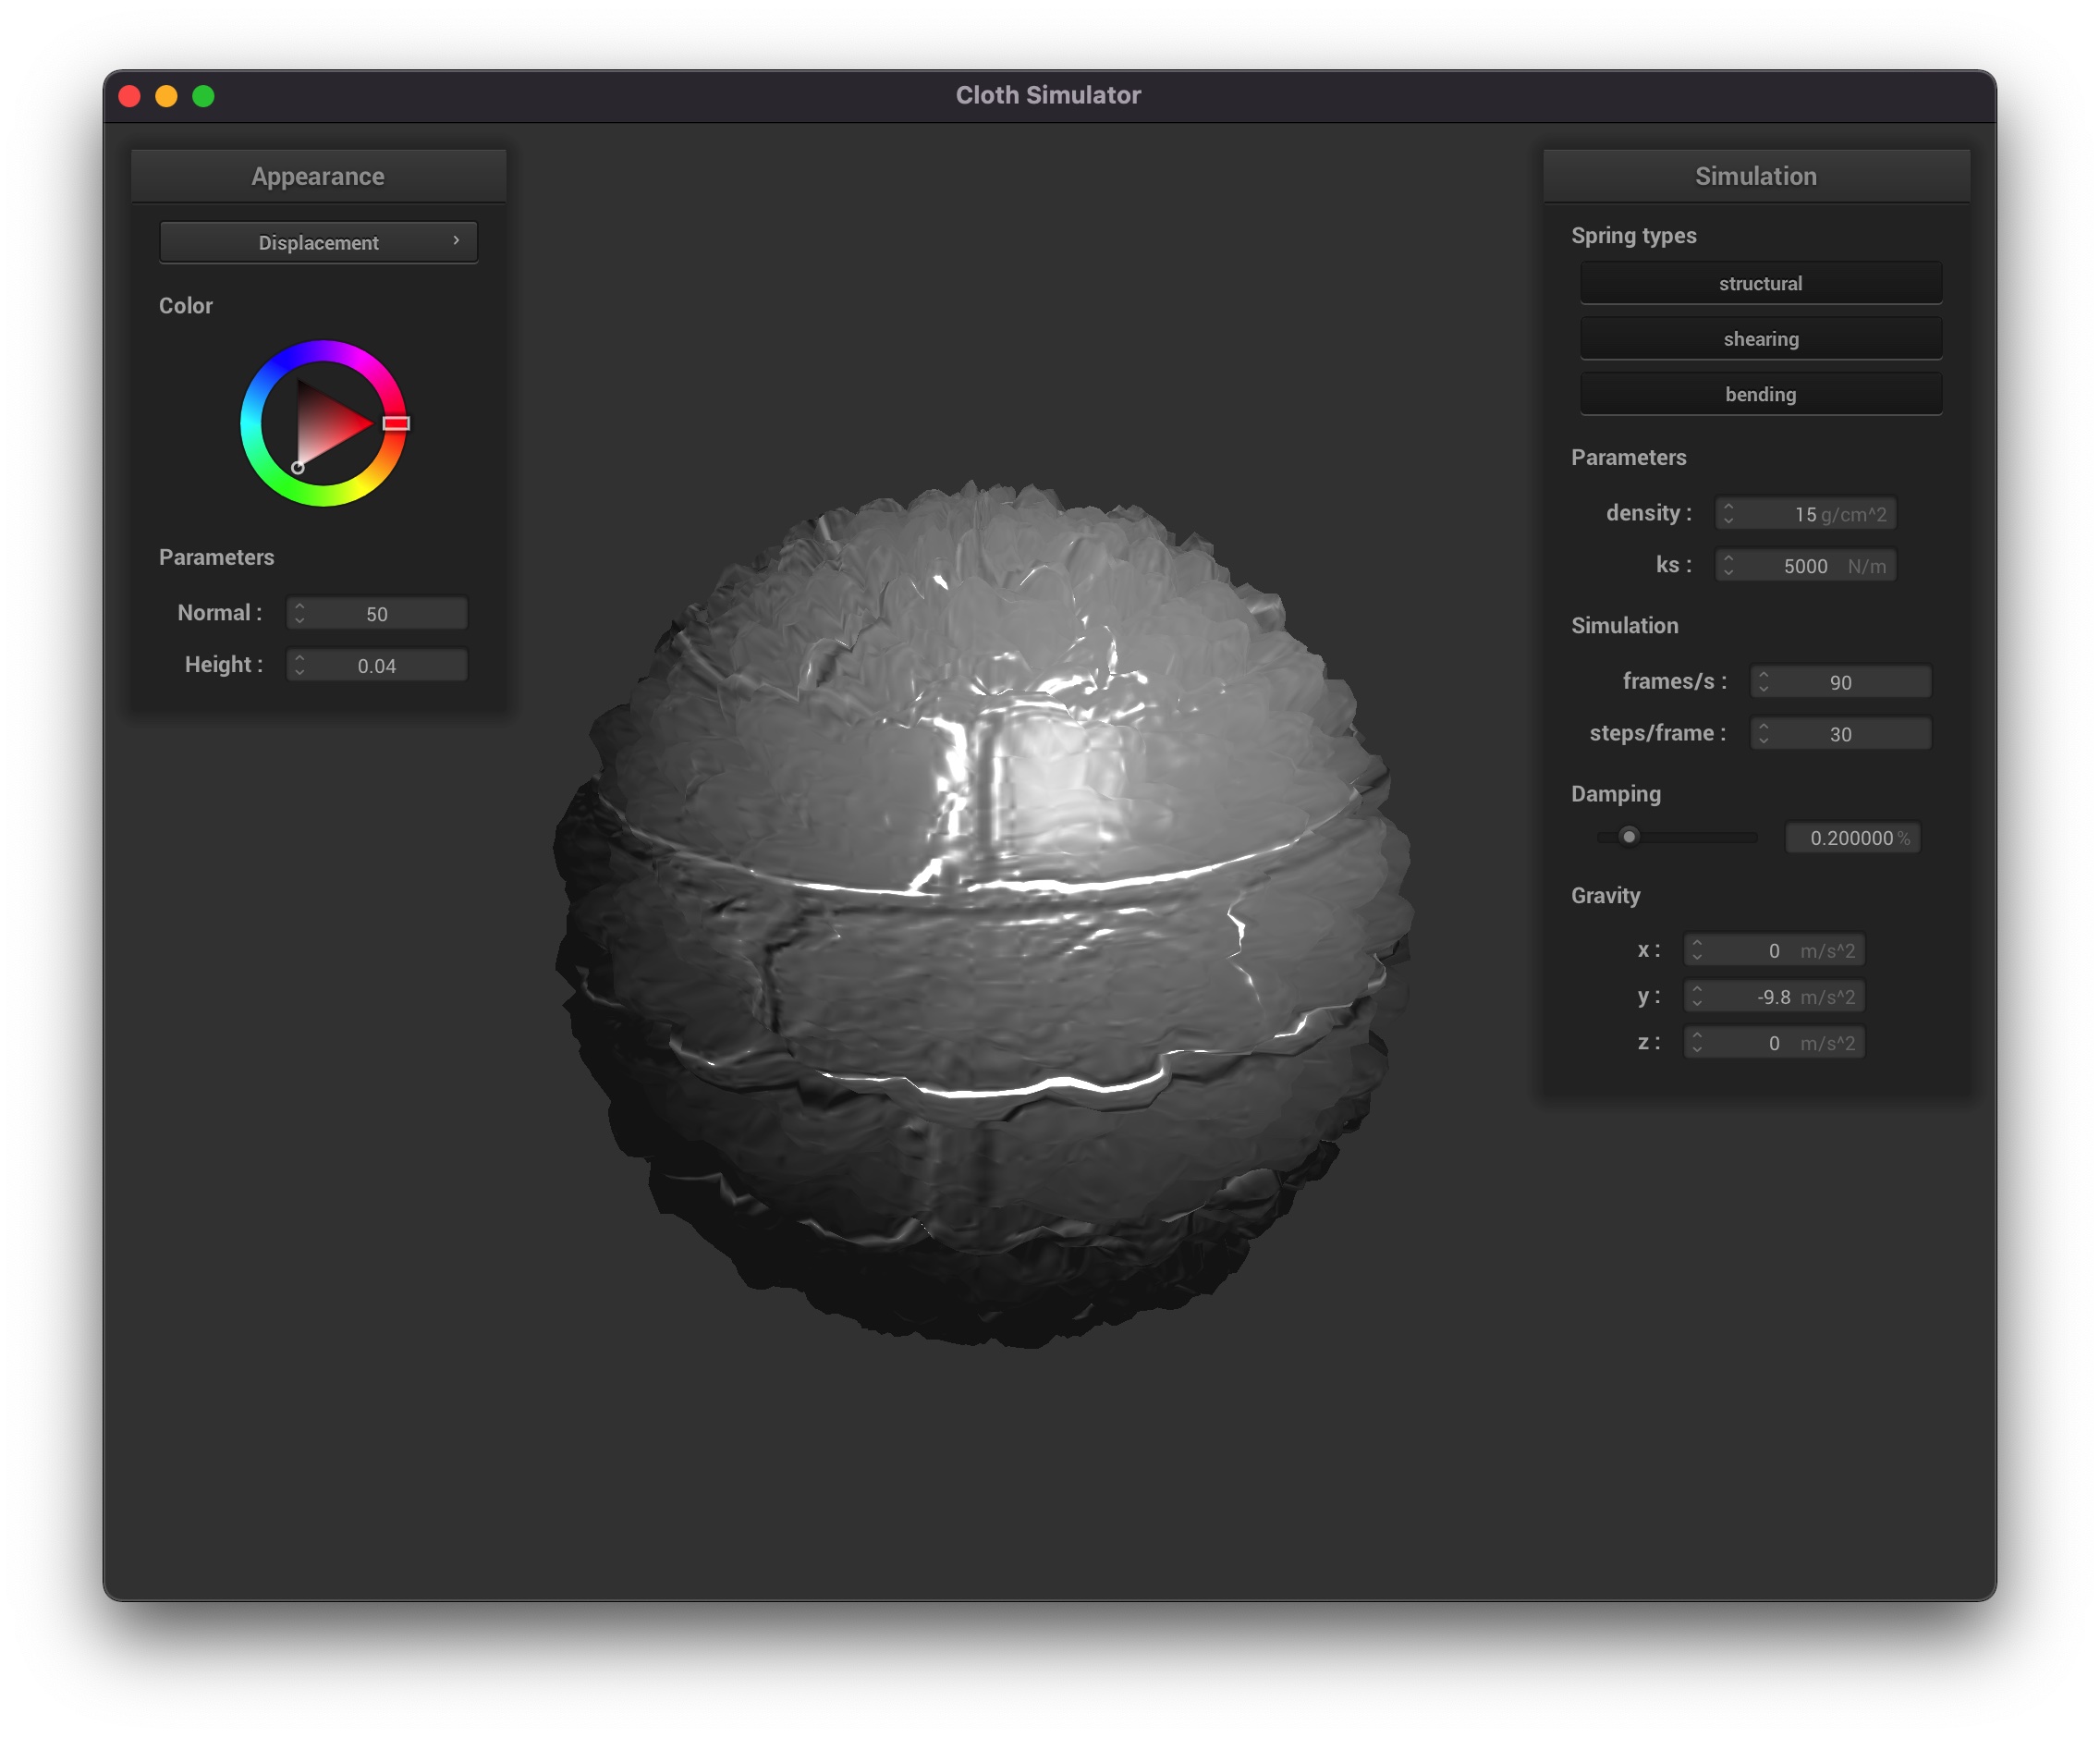 Cloth Simulator
Appearance
Displacement
Color
Parameters
Normal : 50
Height : 0.04
Simulation
Spring types
structural
shearing
bending
Parameters
density : 15 g/cm^2
ks : 5000 N/m
Simulation
frames/s : 90
steps/frame : 30
Damping
0.200000 %
Gravity
x : 0 m/s^2
y : -9.8 m/s^2
z : 0 m/s^2